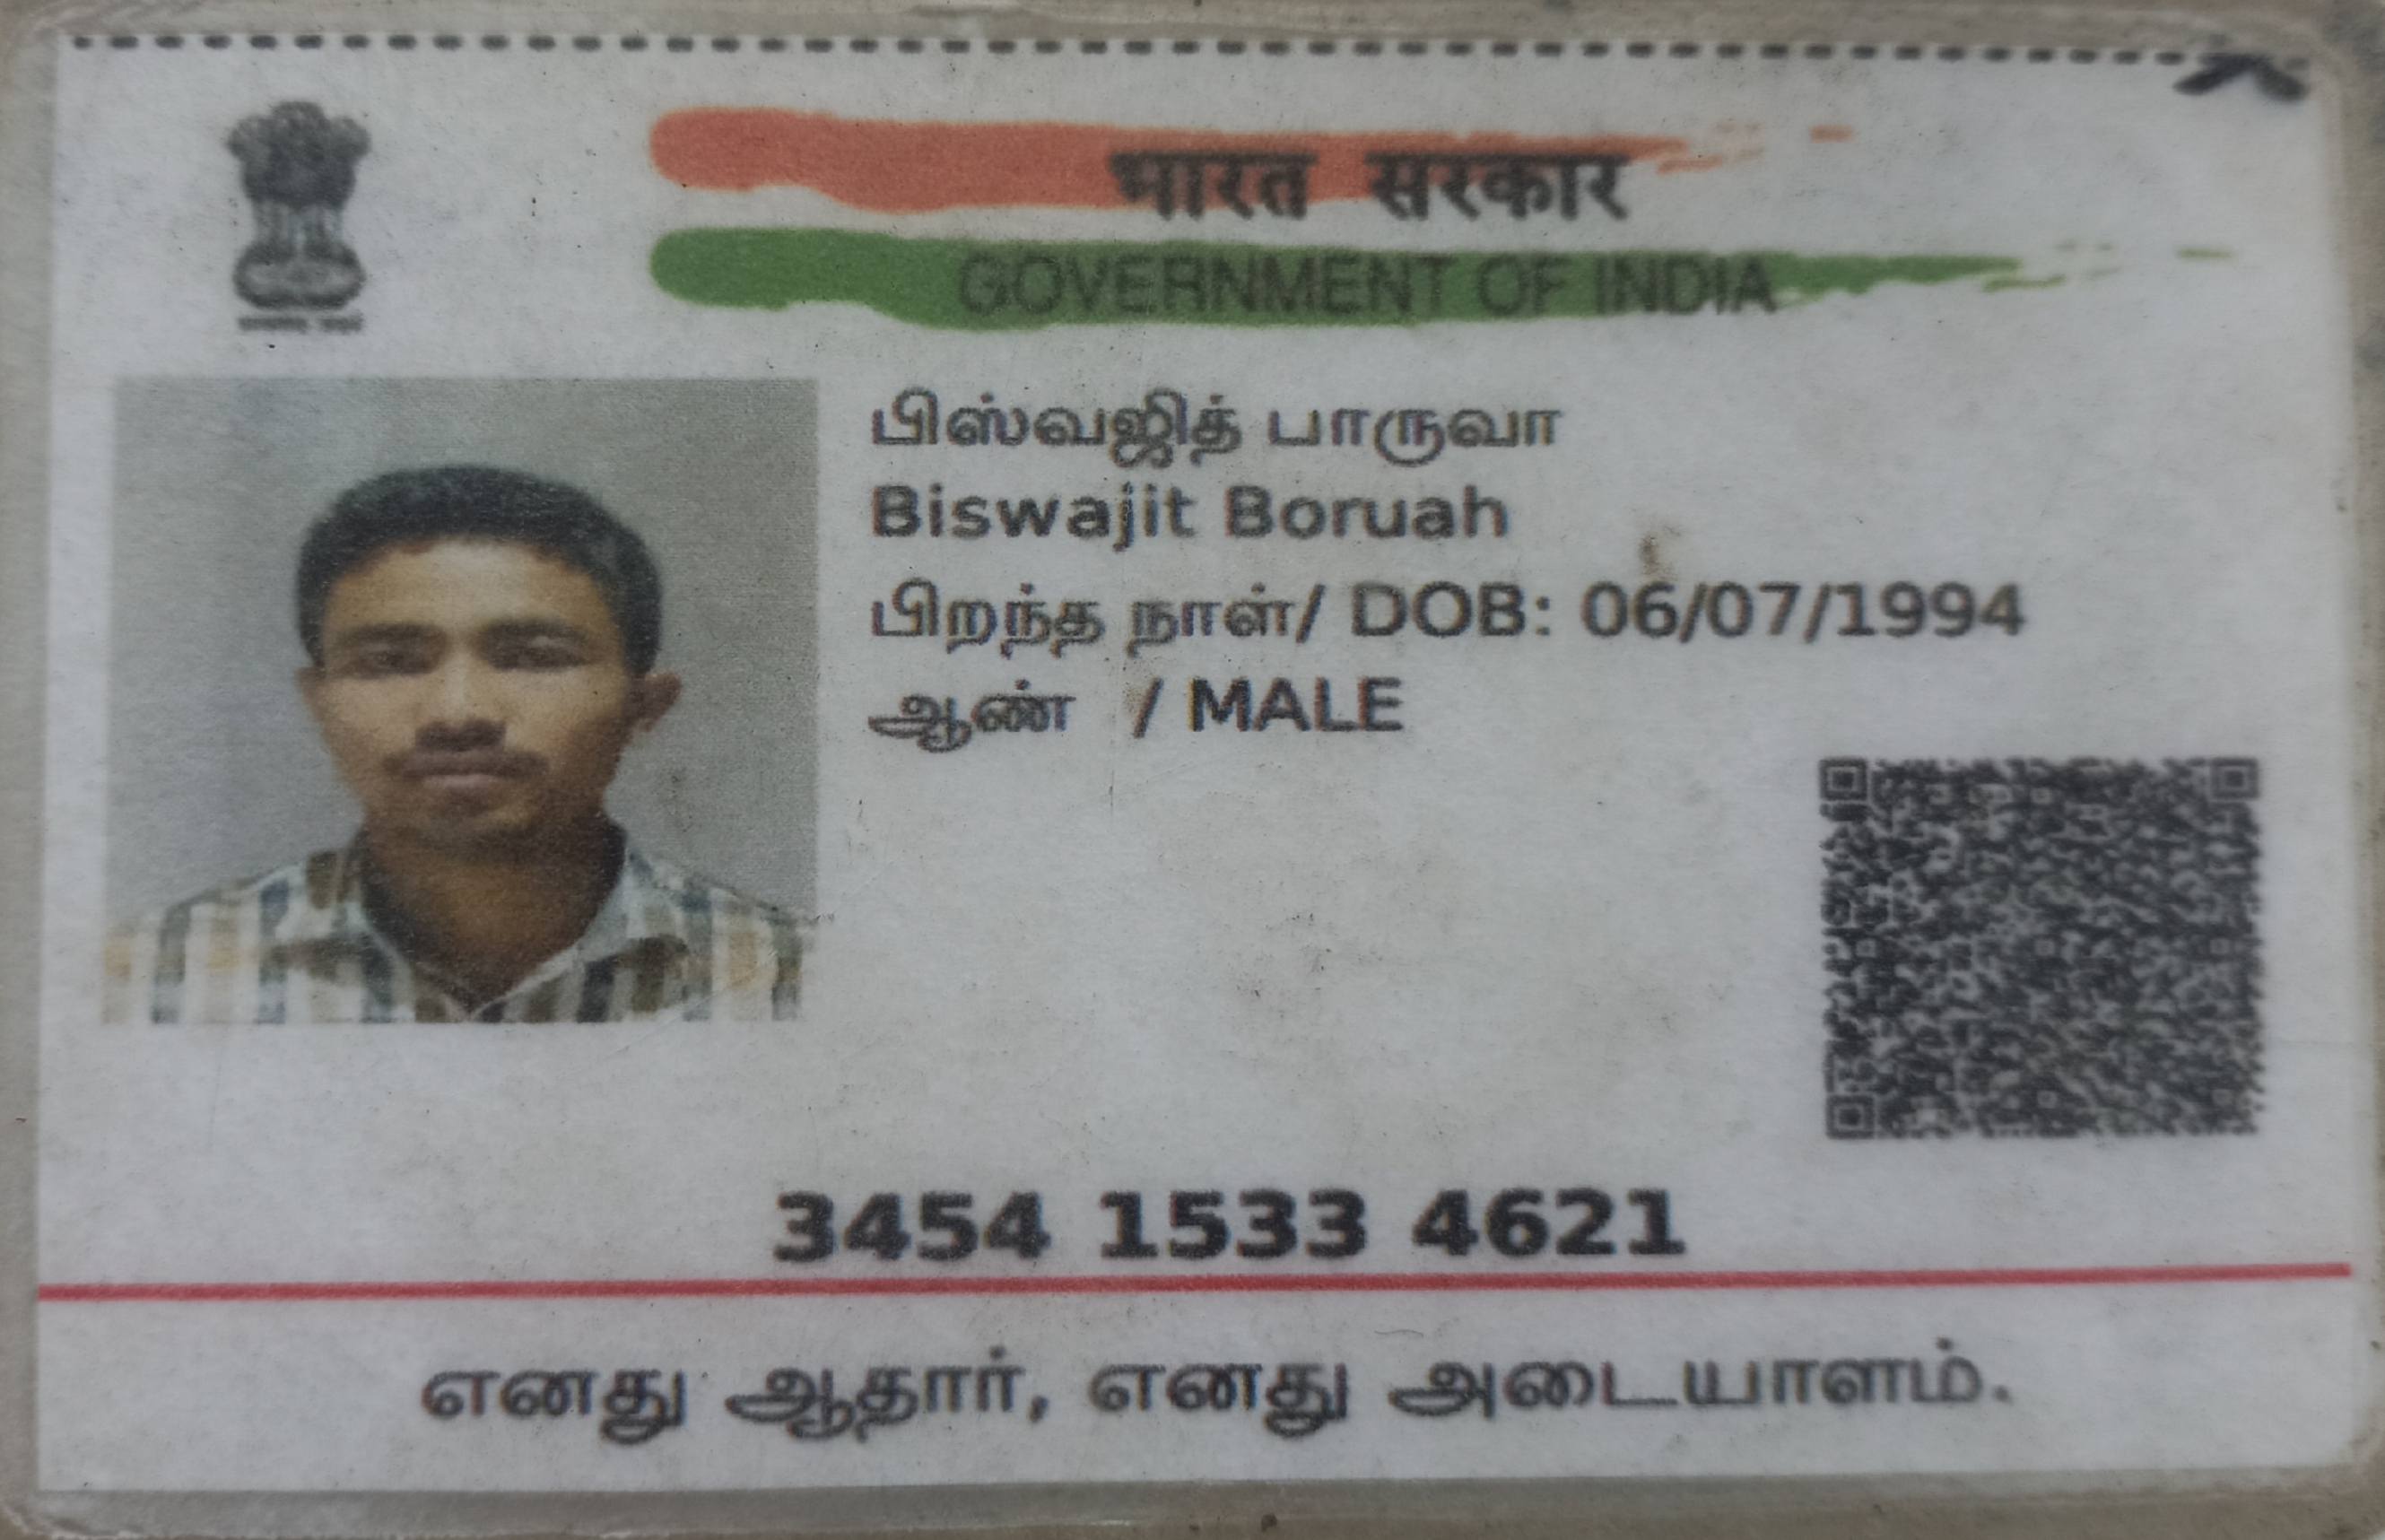 भारत सरकार
GOVERNMENT OF INDIA
பிஸ்வஜித் பாருவா
Biswajit Boruah
பிறந்த நாள்/ DOB: 06/07/1994
ஆண் / MALE
3454 1533 4621
எனது ஆதார், எனது அடையாளம்.